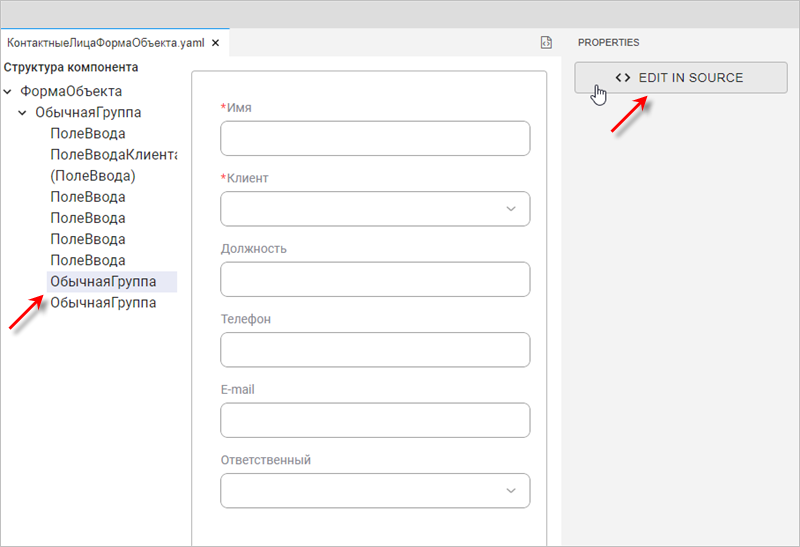 КонтактныеЛицаФормаОбъекта.yaml
Структура компонента
ФормаОбъекта
ОбычнаяГруппа
ПолеВвода
ПолеВводаКлиента
(ПолеВвода)
ПолеВвода
ПолеВвода
ПолеВвода
ПолеВвода
ОбычнаяГруппа
ОбычнаяГруппа
*Имя
*Клиент
Должность
Телефон
E-mail
Ответственный
PROPERTIES
<> EDIT IN SOURCE